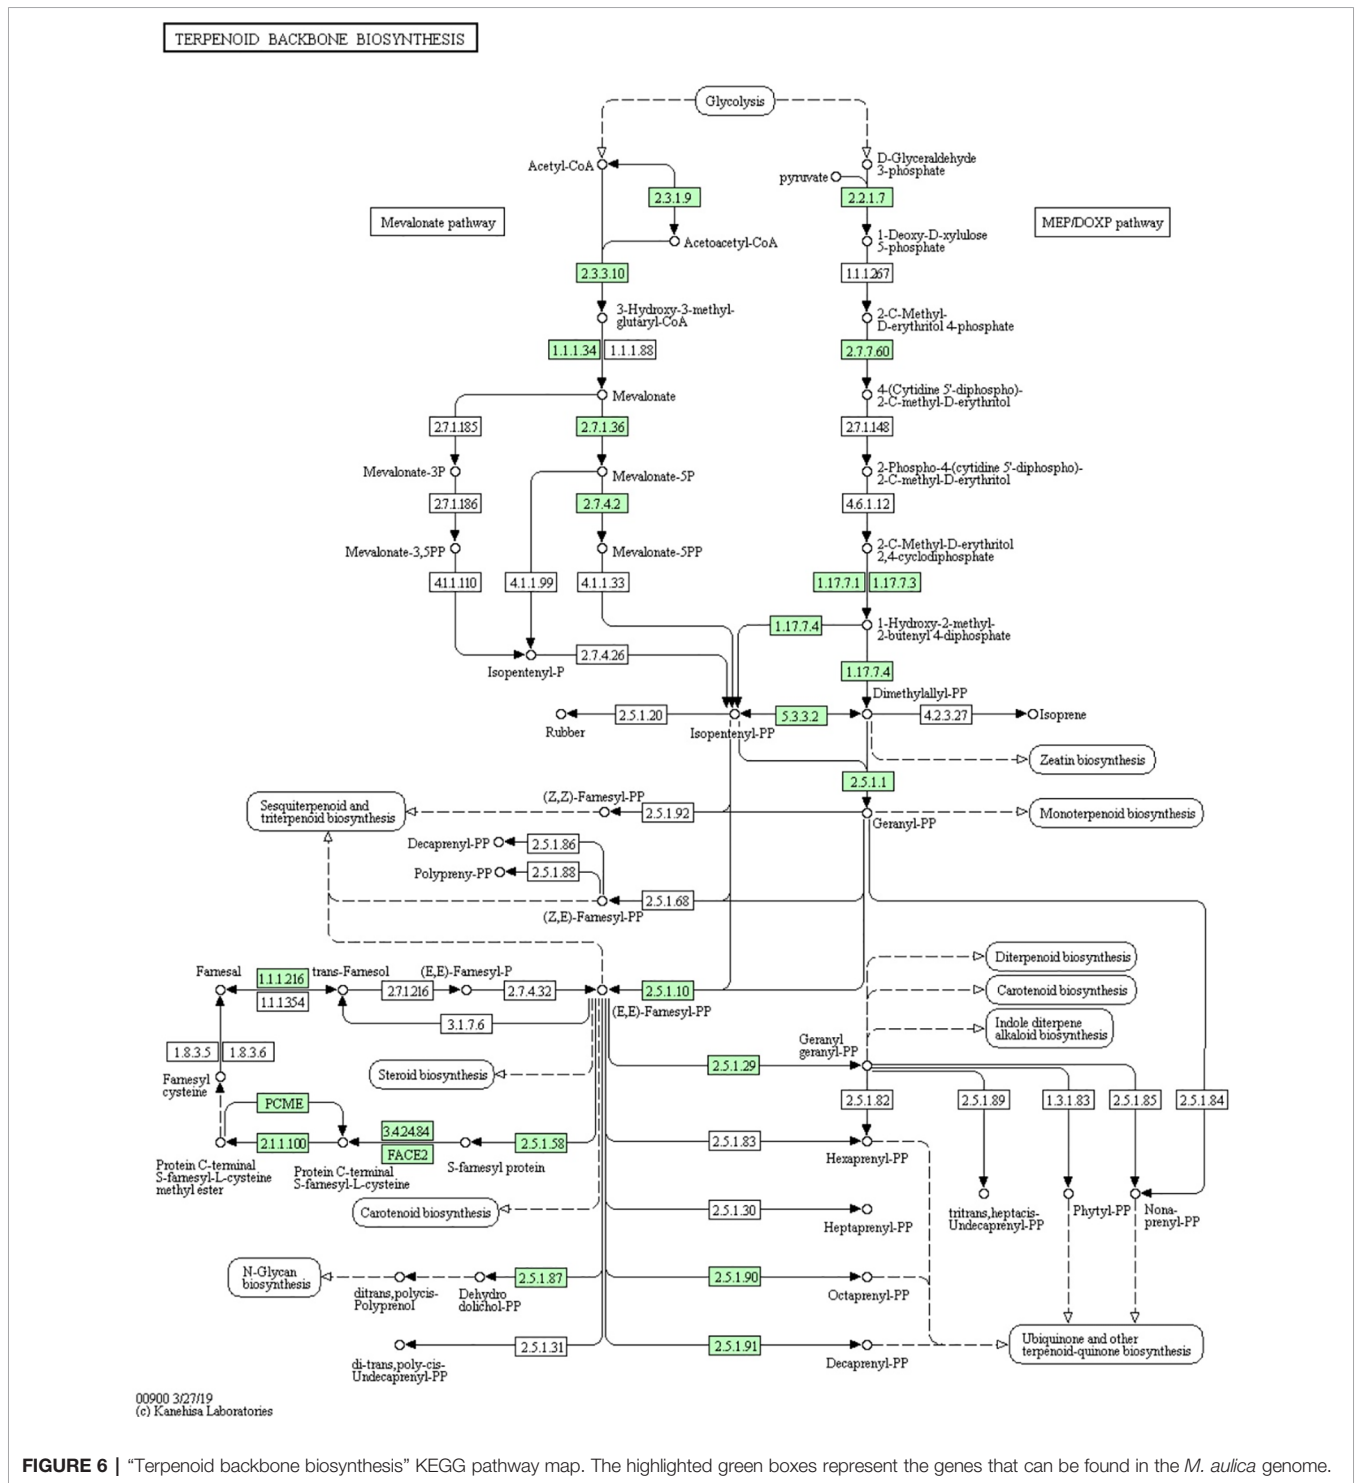 TERPENOID BACKBONE BIOSYNTHESIS
Glycolysis
Acetyl-CoA
D-Glyceraldehyde
3-phosphate
pyruvate
2.3.1.9
2.2.1.7
Mevalonate pathway
MEP/DOXP pathway
Acetoacetyl-CoA
1-Deoxy-D-xylulose
5-phosphate
2.3.3.10
1.1.1.267
3-Hydroxy-3-methyl-
glutaryl-CoA
2-C-Methyl-
D-erythritol 4-phosphate
1.1.1.34
1.1.1.88
2.7.7.60
Mevalonate
4-(Cytidine 5'-diphospho)-
2-C-methyl-D-erythritol
2.7.1.185
2.7.1.36
2.7.1.148
Mevalonate-3P
Mevalonate-5P
2-Phospho-4-(cytidine 5'-diphospho)-
2-C-methyl-D-erythritol
2.7.1.186
2.7.4.2
4.6.1.12
Mevalonate-3,5PP
Mevalonate-5PP
2-C-Methyl-D-erythritol
2,4-cyclodiphosphate
4.1.1.110
4.1.1.99
4.1.1.33
1.17.7.1
1.17.7.3
1.17.7.4
1-Hydroxy-2-methyl-
2-butenyl 4-diphosphate
2.7.4.26
Isopentenyl-P
1.17.7.4
Dimethylallyl-PP
2.5.1.20
5.3.3.2
4.2.3.27
Isoprene
Rubber
Isopentenyl-PP
Zeatin biosynthesis
2.5.1.1
Sesquiterpenoid and
triterpenoid biosynthesis
(Z,Z)-Farnesyl-PP
2.5.1.92
Geranyl-PP
Monoterpenoid biosynthesis
Decaprenyl-PP
2.5.1.86
Polypreny-PP
2.5.1.88
2.5.1.68
(Z,E)-Farnesyl-PP
Diterpenoid biosynthesis
Farnesal
1.1.1.216
trans-Farnesol
(E,E)-Farnesyl-P
1.1.1.354
2.7.1.216
2.7.4.32
2.5.1.10
Carotenoid biosynthesis
(E,E)-Farnesyl-PP
3.1.7.6
Indole diterpene
alkaloid biosynthesis
Geranyl
geranyl-PP
1.8.3.5
1.8.3.6
Steroid biosynthesis
2.5.1.29
Farnesyl
cysteine
PCME
2.5.1.82
2.5.1.89
1.3.1.83
2.5.1.85
2.5.1.84
2.1.1.100
3.4.24.84
FACE2
2.5.1.58
2.5.1.83
Hexaprenyl-PP
Protein C-terminal
S-farnesyl-L-cysteine
methyl ester
Protein C-terminal
S-farnesyl-L-cysteine
S-farnesyl protein
Carotenoid biosynthesis
2.5.1.30
Heptaprenyl-PP
tritrans,heptacis-
Undecaprenyl-PP
Phytyl-PP
Nona-
prenyl-PP
N-Glycan
biosynthesis
ditrans,polycis-
Polyprenol
Dehydro
dolichol-PP
2.5.1.87
2.5.1.90
Octaprenyl-PP
di-trans,poly-cis-
Undecaprenyl-PP
2.5.1.31
2.5.1.91
Decaprenyl-PP
Ubiquinone and other
terpenoid-quinone biosynthesis
00900 3/27/19
(c) Kanehisa Laboratories
FIGURE 6 | “Terpenoid backbone biosynthesis” KEGG pathway map. The highlighted green boxes represent the genes that can be found in the M. aulica genome.